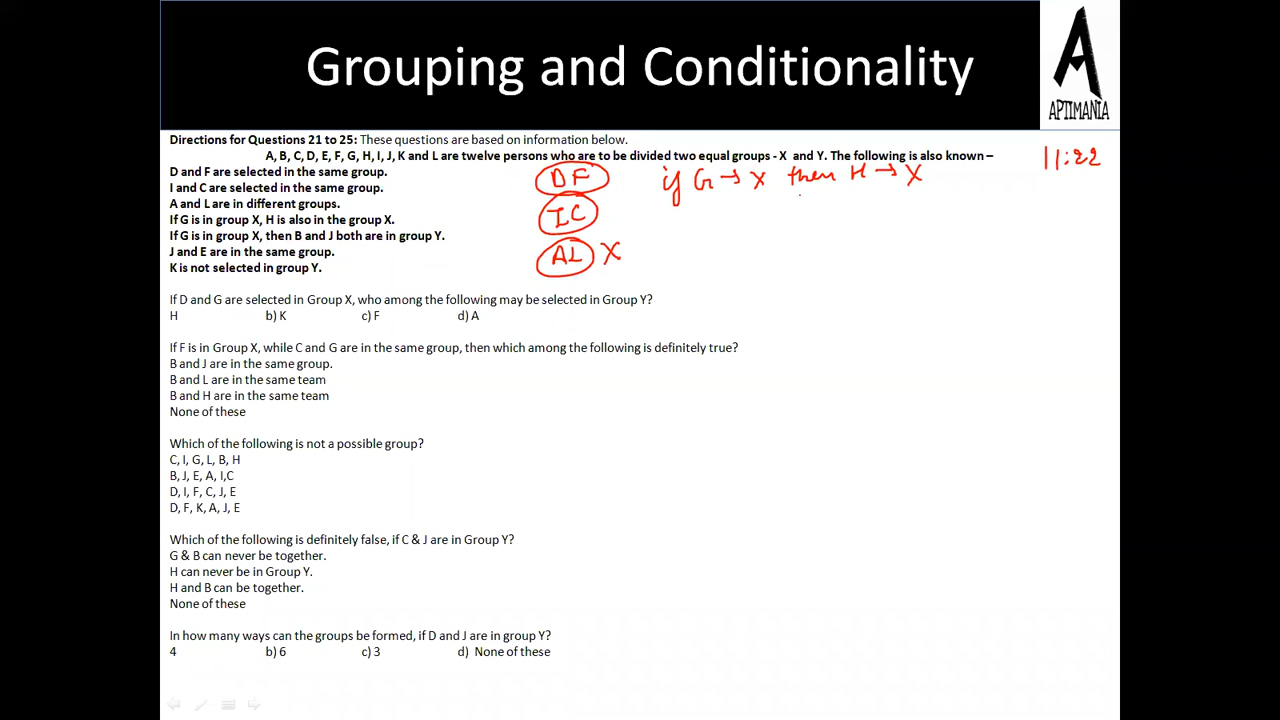 Grouping and Conditionality
APTIMANIA
Directions for Questions 21 to 25: These questions are based on information below.
A, B, C, D, E, F, G, H, I, J, K and L are twelve persons who are to be divided two equal groups - X and Y. The following is also known –
11:22
D and F are selected in the same group.
DF
if G → X then H → X
I and C are selected in the same group.
A and L are in different groups.
IC
If G is in group X, H is also in the group X.
If G is in group X, then B and J both are in group Y.
J and E are in the same group.
AL X
K is not selected in group Y.
If D and G are selected in Group X, who among the following may be selected in Group Y?
H b) K c) F d) A
If F is in Group X, while C and G are in the same group, then which among the following is definitely true?
B and J are in the same group.
B and L are in the same team
B and H are in the same team
None of these
Which of the following is not a possible group?
C, I, G, L, B, H
B, J, E, A, I,C
D, I, F, C, J, E
D, F, K, A, J, E
Which of the following is definitely false, if C & J are in Group Y?
G & B can never be together.
H can never be in Group Y.
H and B can be together.
None of these
In how many ways can the groups be formed, if D and J are in group Y?
4 b) 6 c) 3 d) None of these